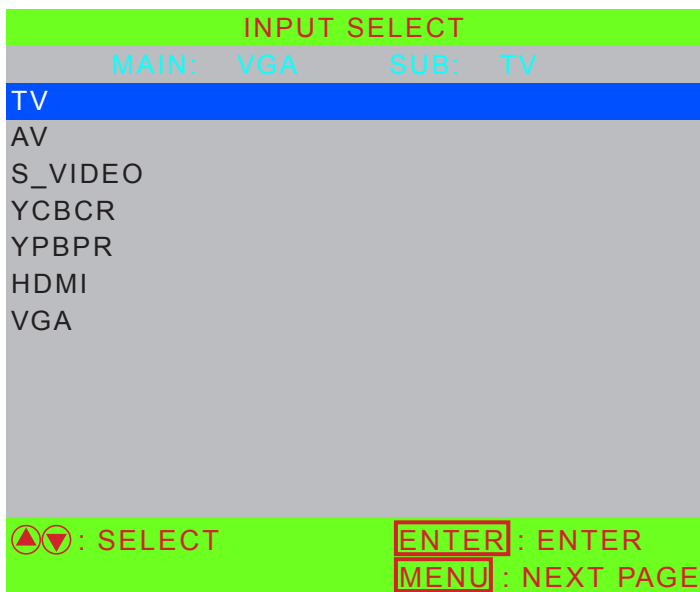 INPUT SELECT
MAIN: VGA SUB: TV
TV
AV
S_VIDEO
YCBCR
YPBPR
HDMI
VGA
: SELECT ENTER : ENTER
MENU : NEXT PAGE